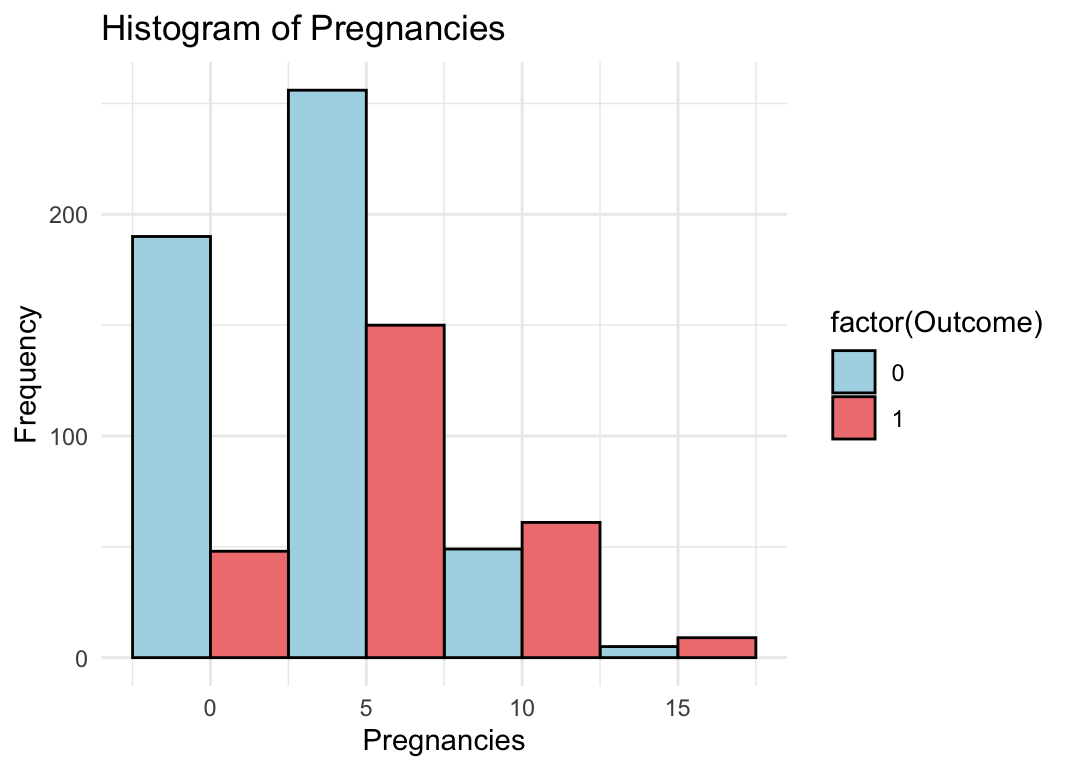 Histogram of Pregnancies
Frequency
200
100
0
0 5 10 15
Pregnancies
factor(Outcome)
0
1